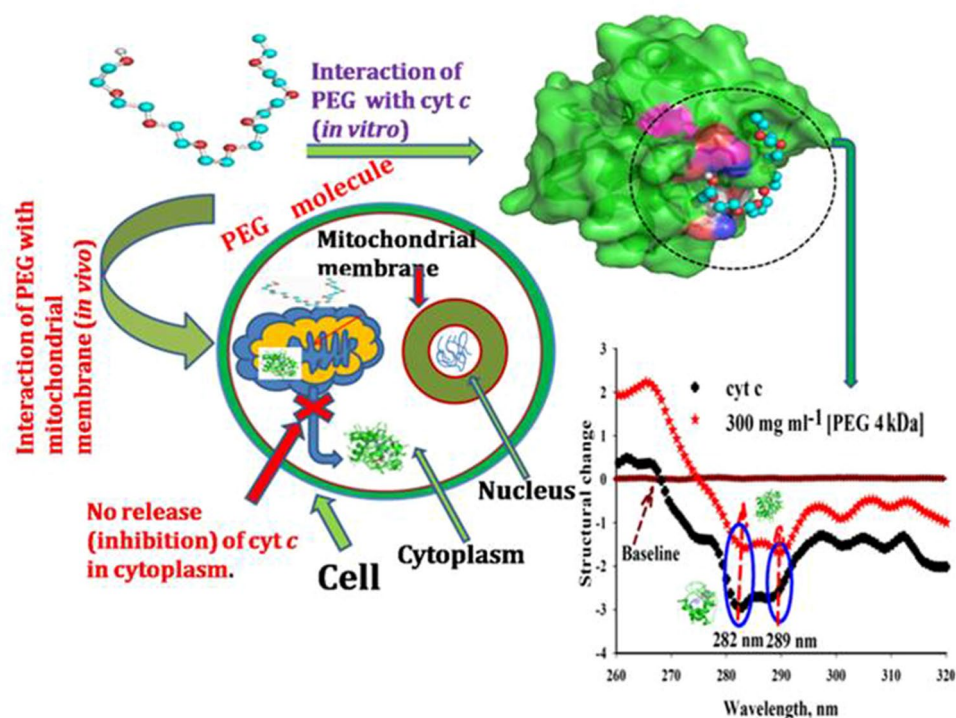 Interaction of
PEG with cyt c
(in vitro)
PEG molecule
Interaction of PEG with
mitochondrial
membrane (in vivo)
Mitochondrial
membrane
No release
(inhibition) of cyt c
in cytoplasm.
Cell
Cytoplasm
Nucleus
3
2
1
0
-1
-2
-3
-4
Structural change
cyt c
300 mg ml-1 [PEG 4kDa]
Baseline
282 nm
289 nm
260
270
280
290
300
310
320
Wavelength, nm